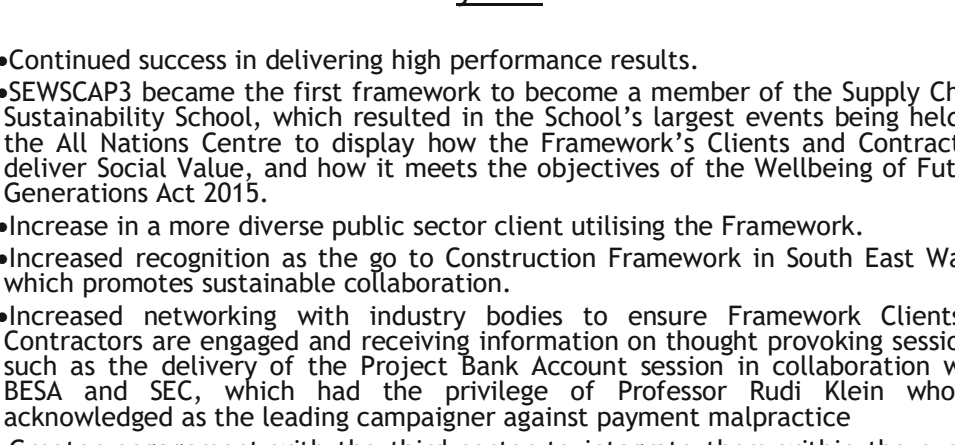 •Continued success in delivering high performance results.
•SEWSCAP3 became the first framework to become a member of the Supply Ch
Sustainability School, which resulted in the School’s largest events being held
the All Nations Centre to display how the Framework’s Clients and Contract
deliver Social Value, and how it meets the objectives of the Wellbeing of Fut
Generations Act 2015.
•Increase in a more diverse public sector client utilising the Framework.
•Increased recognition as the go to Construction Framework in South East Wa
which promotes sustainable collaboration.
•Increased networking with industry bodies to ensure Framework Clients
Contractors are engaged and receiving information on thought provoking sessio
such as the delivery of the Project Bank Account session in collaboration w
BESA and SEC, which had the privilege of Professor Rudi Klein who
acknowledged as the leading campaigner against payment malpractice